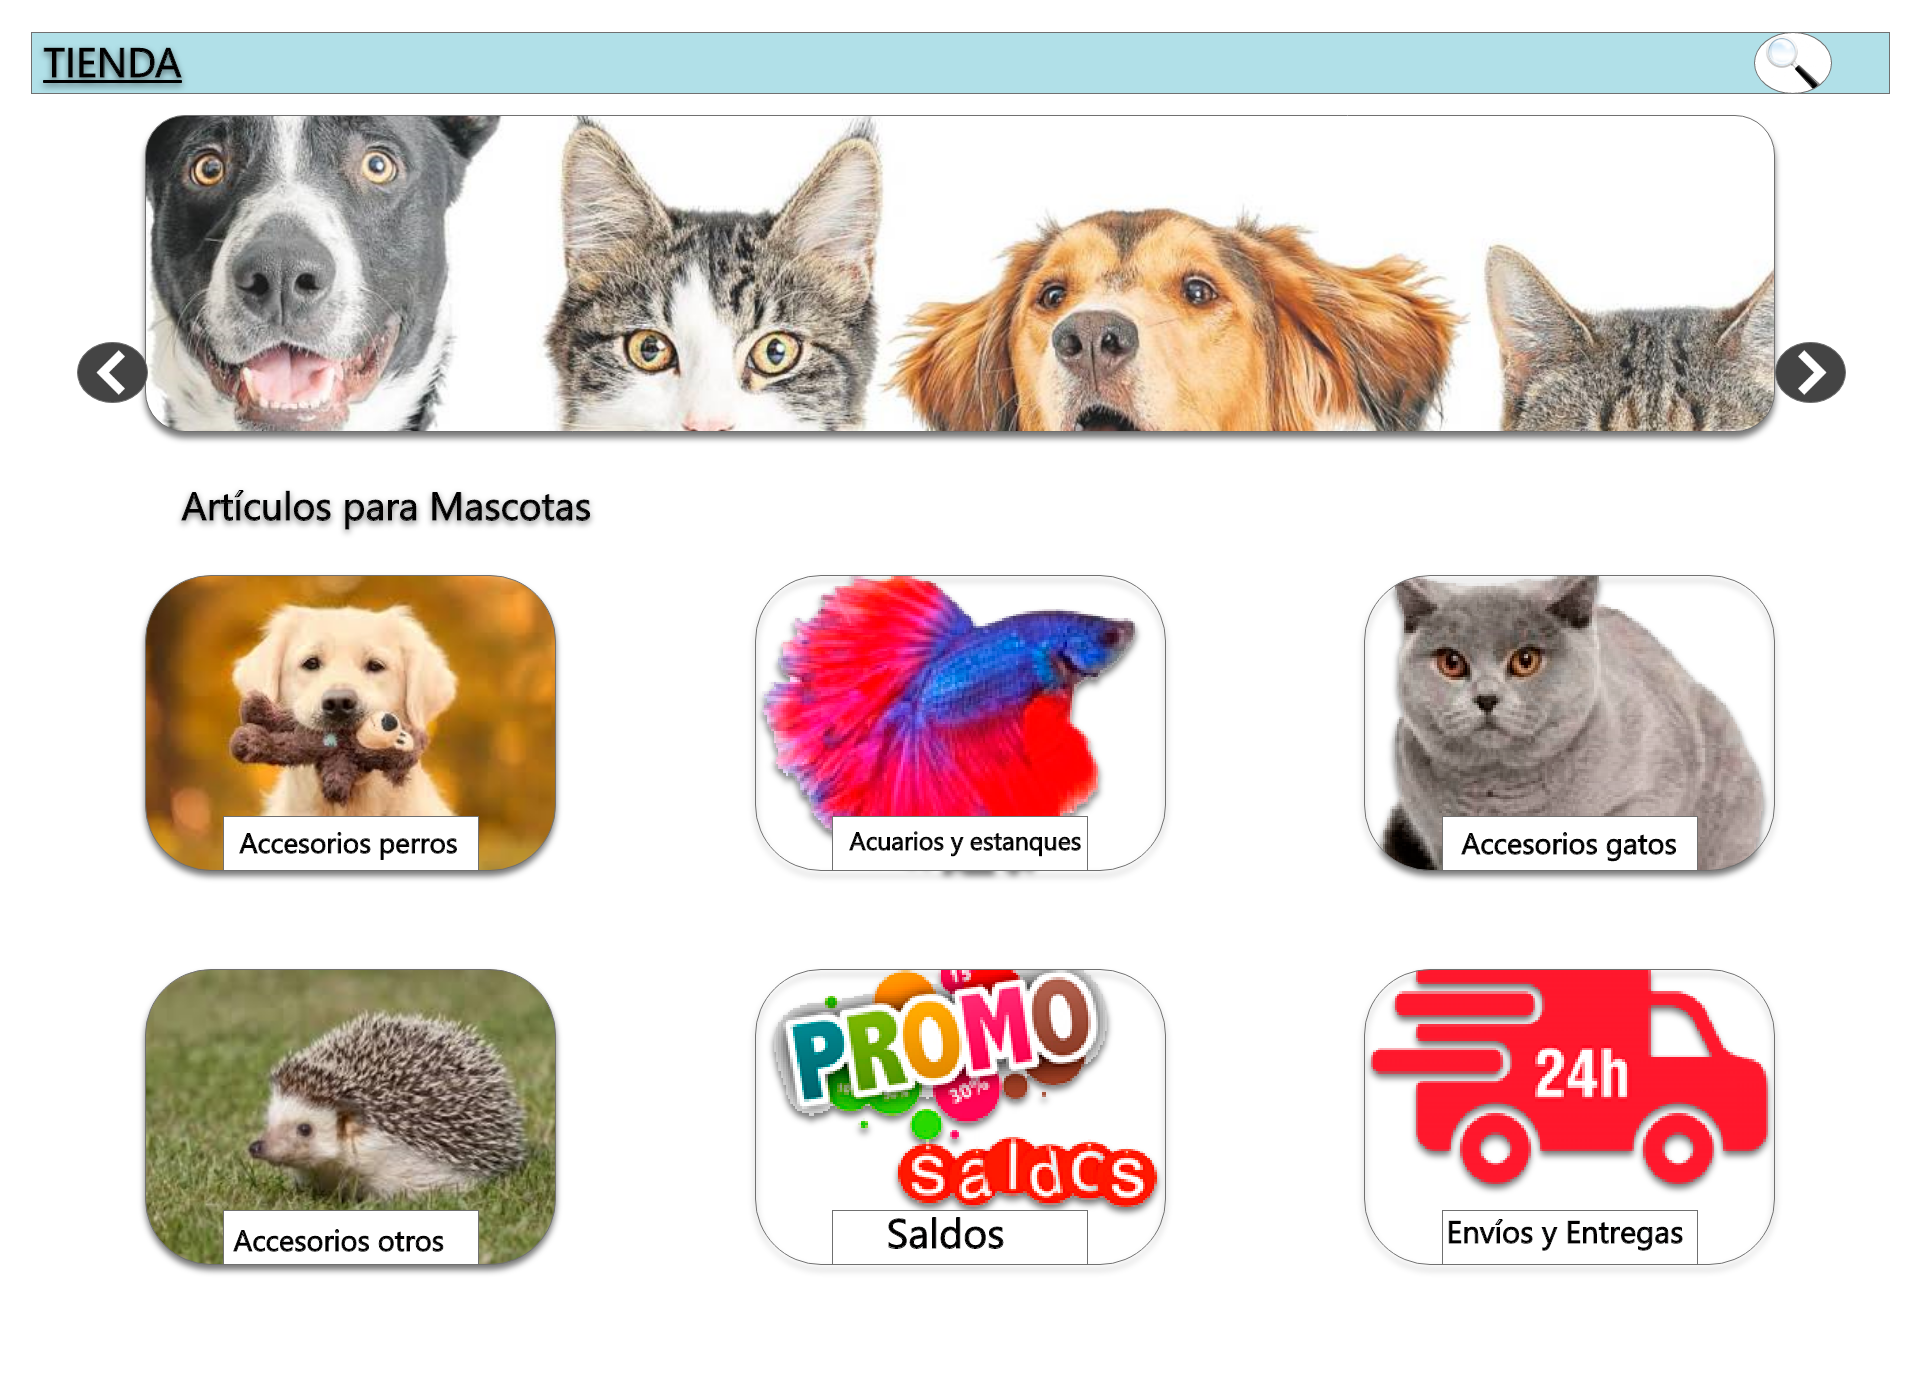 TIENDA
Artículos para Mascotas
Accesorios perros
Acuarios y estanques
Accesorios gatos
Accesorios otros
15
PROMO
30%
saldos
Saldos
24h
Envíos y Entregas